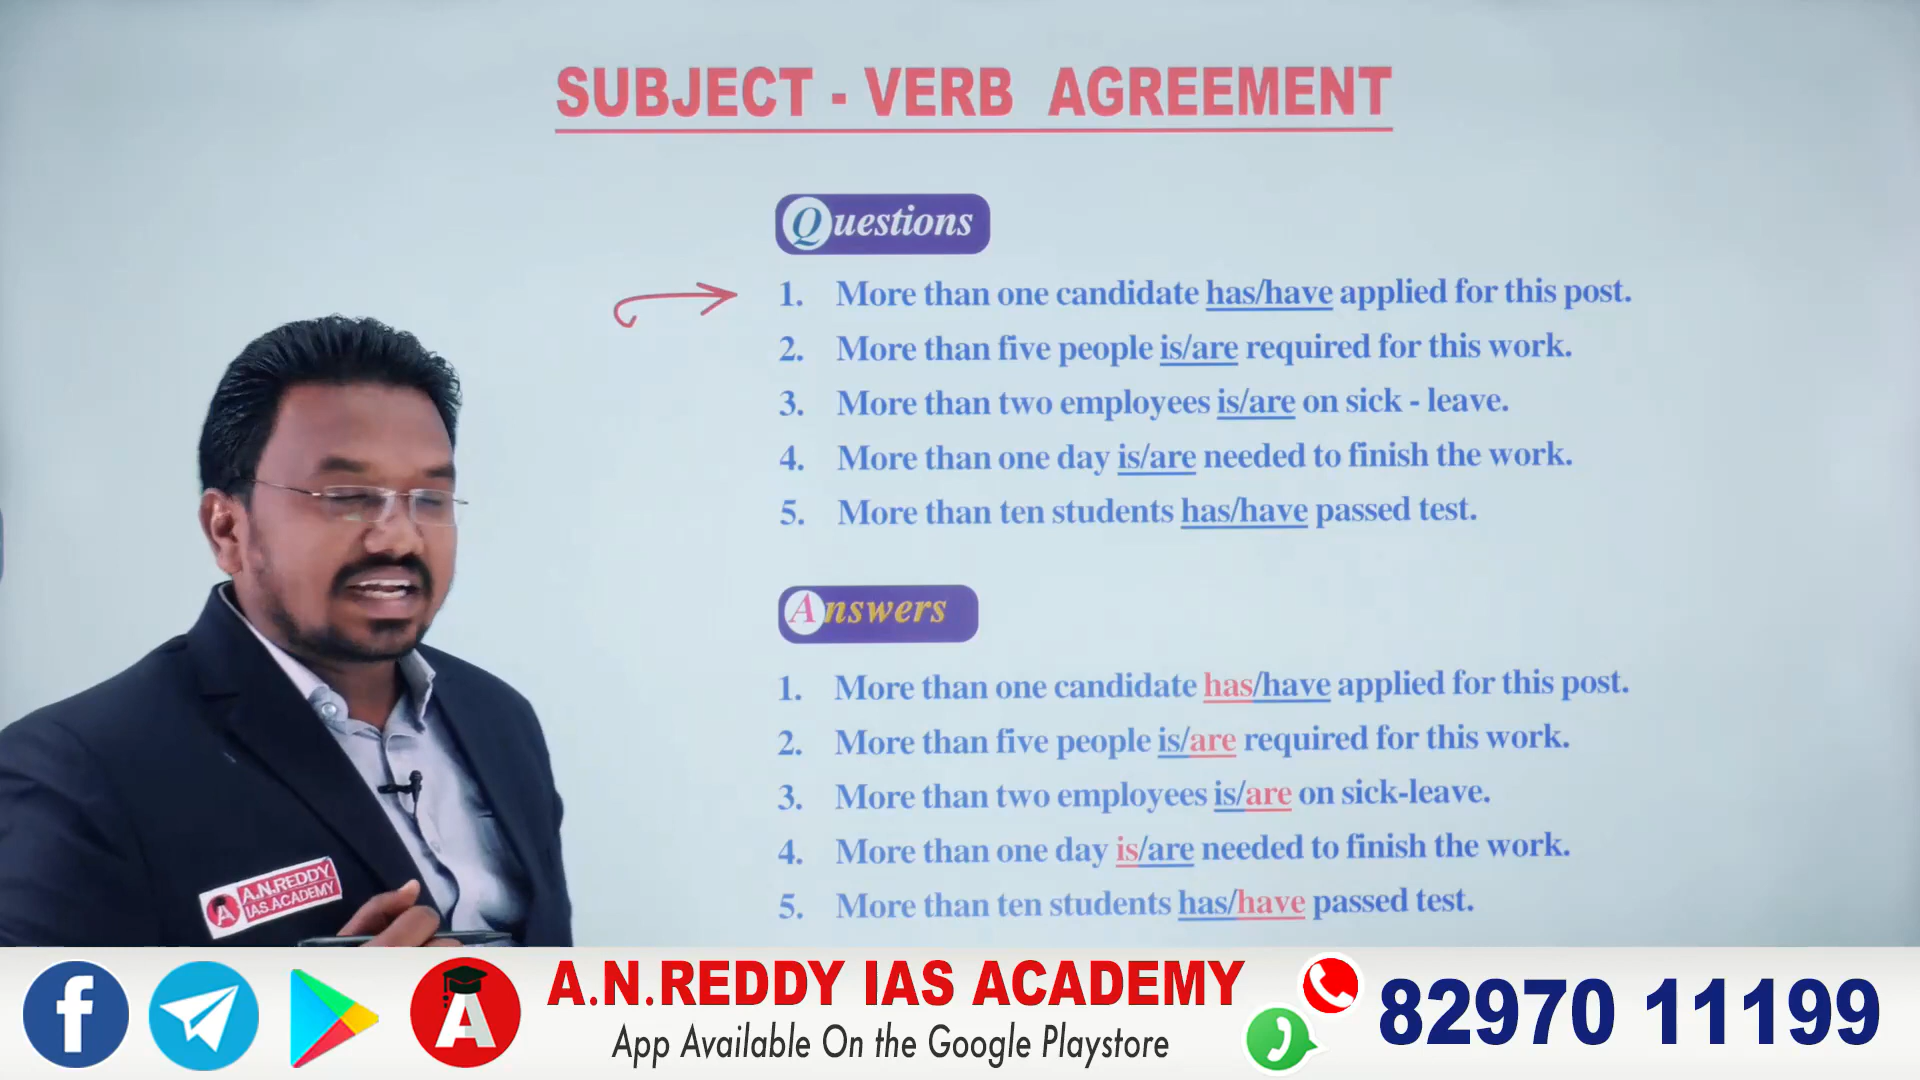 SUBJECT - VERB AGREEMENT
Questions
1. More than one candidate has/have applied for this post.
2. More than five people is/are required for this work.
3. More than two employees is/are on sick - leave.
4. More than one day is/are needed to finish the work.
5. More than ten students has/have passed test.
Answers
1. More than one candidate has/have applied for this post.
2. More than five people is/are required for this work.
3. More than two employees is/are on sick-leave.
4. More than one day is/are needed to finish the work.
5. More than ten students has/have passed test.
A A.N.REDDY
IAS ACADEMY
f
A
A.N.REDDY IAS ACADEMY
App Available On the Google Playstore
82970 11199